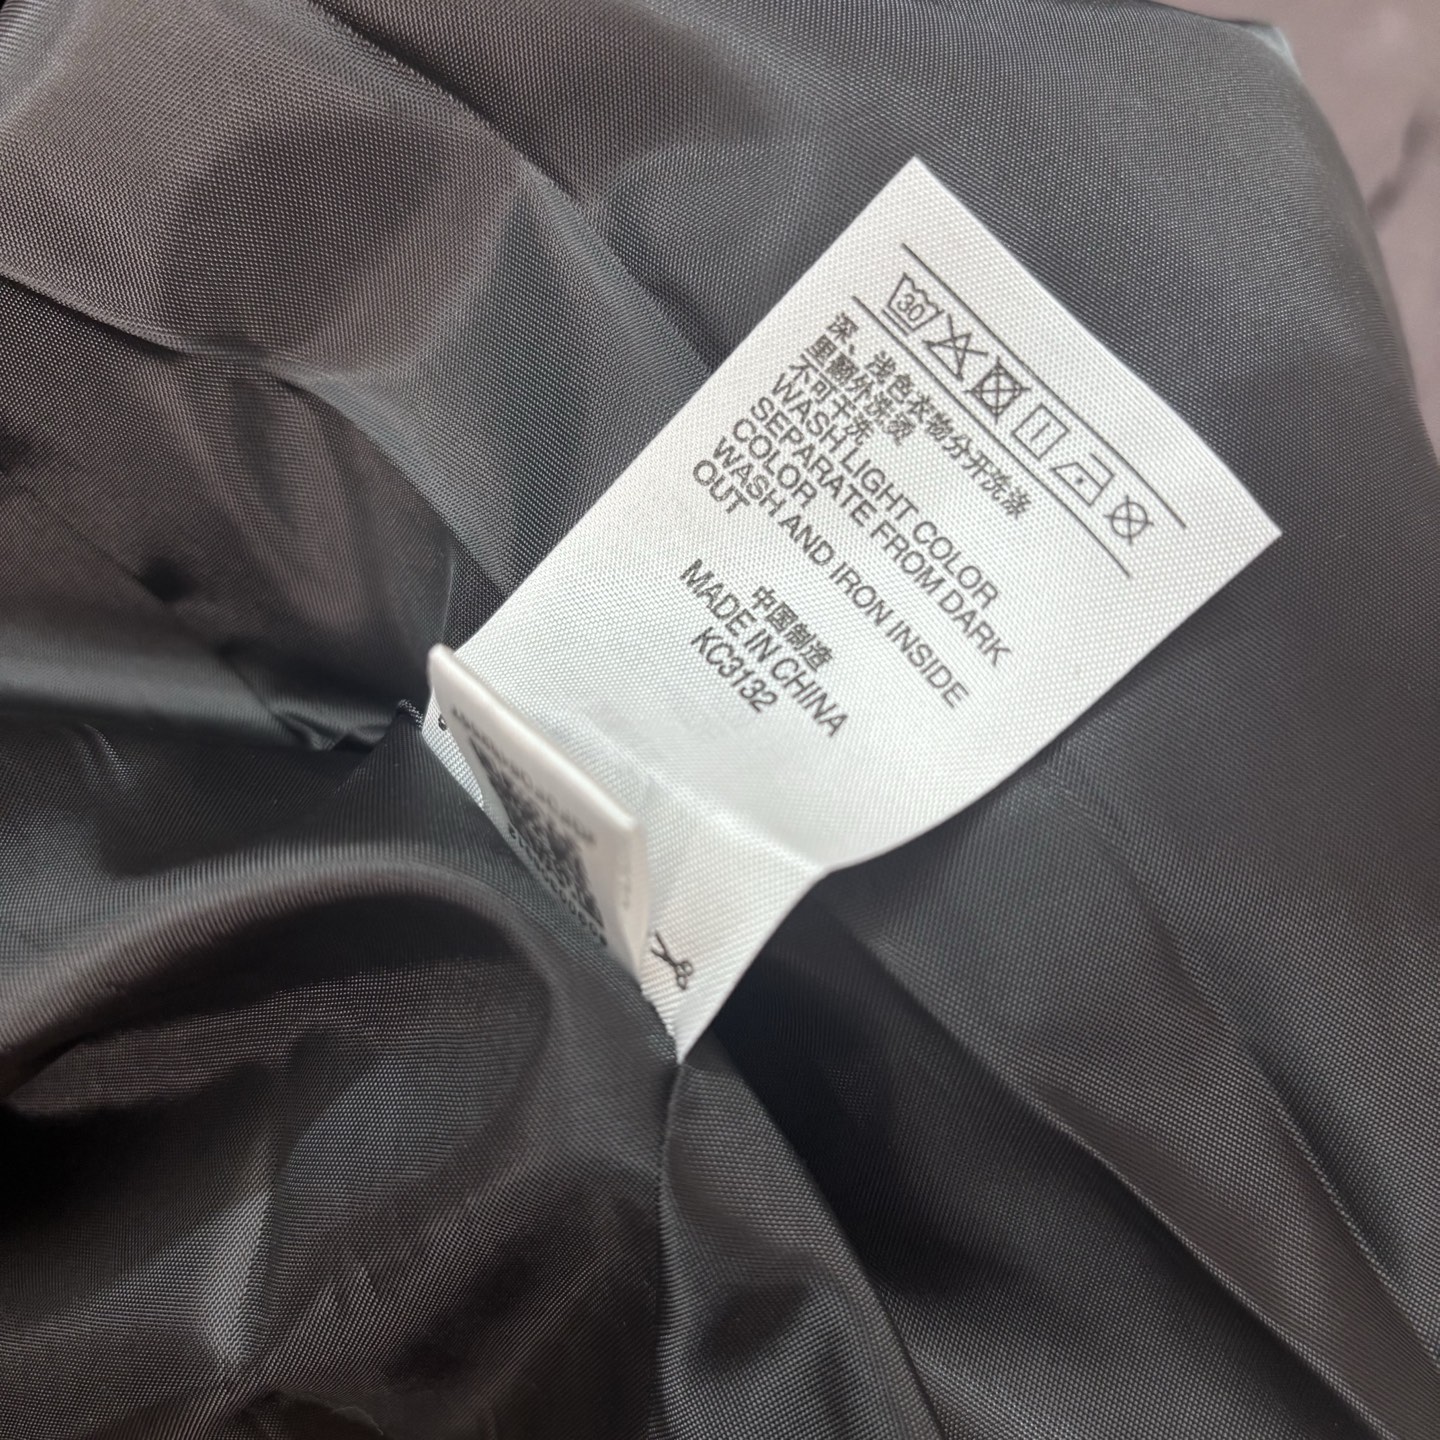 30
深、浅色衣物分开洗涤
里翻外洗烫
不可干洗
WASH LIGHT COLOR
SEPARATE FROM DARK
COLOR
WASH AND IRON INSIDE
OUT
中国制造
MADE IN CHINA
KC3132